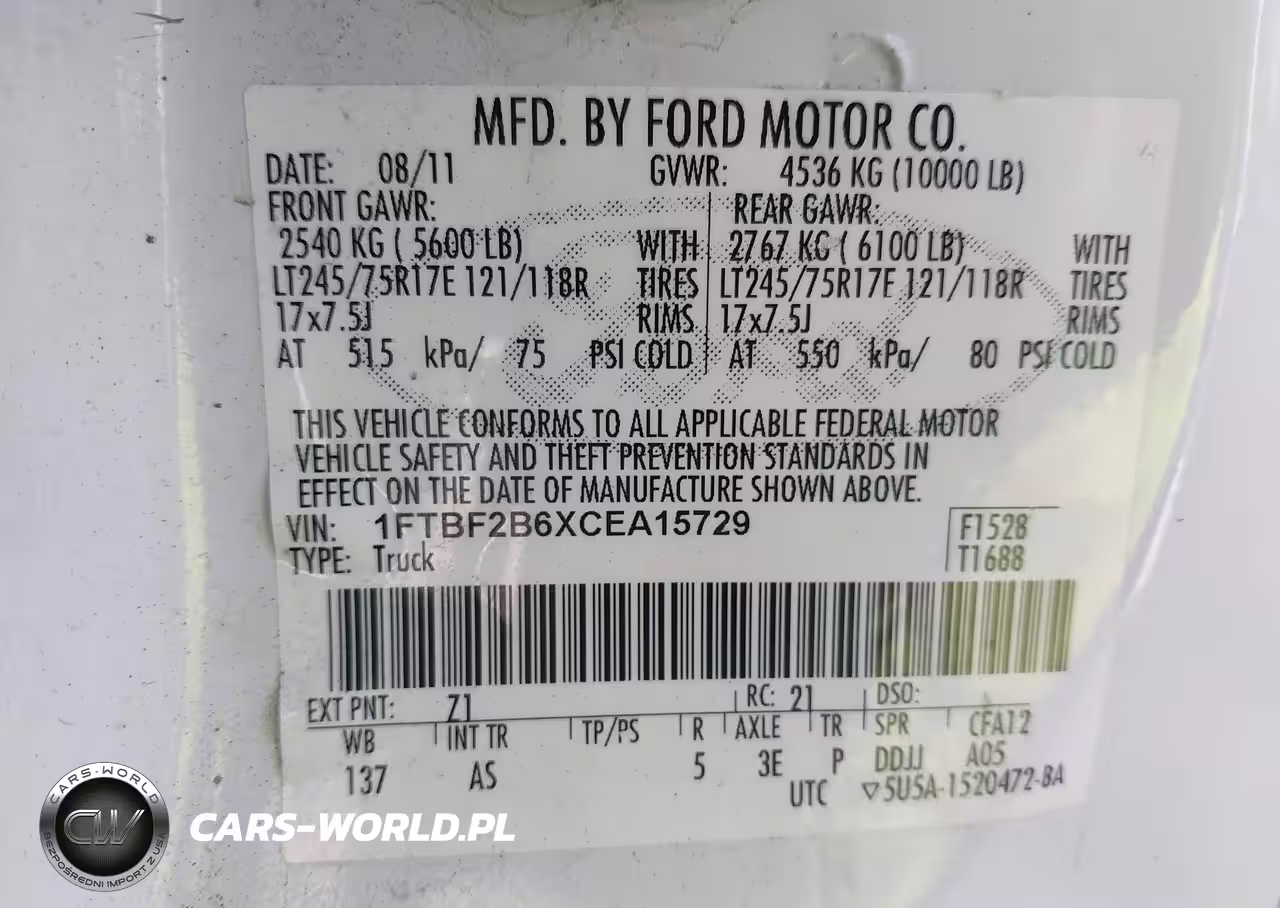 MFD. BY FORD MOTOR CO.
DATE: 08/11 GVWR: 4536 KG (10000 LB)
FRONT GAWR: REAR GAWR:
2540 KG ( 5600 LB) WITH 2767 KG ( 6100 LB) WITH
LT245/75R17E 121/118R TIRES LT245/75R17E 121/118R TIRES
17x7.5J RIMS 17x7.5J RIMS
AT 515 kPa/ 75 PSI COLD AT 550 kPa/ 80 PSI COLD
THIS VEHICLE CONFORMS TO ALL APPLICABLE FEDERAL MOTOR
VEHICLE SAFETY AND THEFT PREVENTION STANDARDS IN
EFFECT ON THE DATE OF MANUFACTURE SHOWN ABOVE.
VIN: 1FTBF2B6XCEA15729 F1528
TYPE: Truck T1688
EXT PNT: Z1 RC: 21 DSO:
WB INT TR TP/PS R AXLE TR SPR CFA12
137 AS 5 3E P DDJJ A05
UTC ▽5U5A-1520472-BA
CARS-WORLD
CW
BEZPOŚREDNI IMPORT Z USA
CARS-WORLD.PL